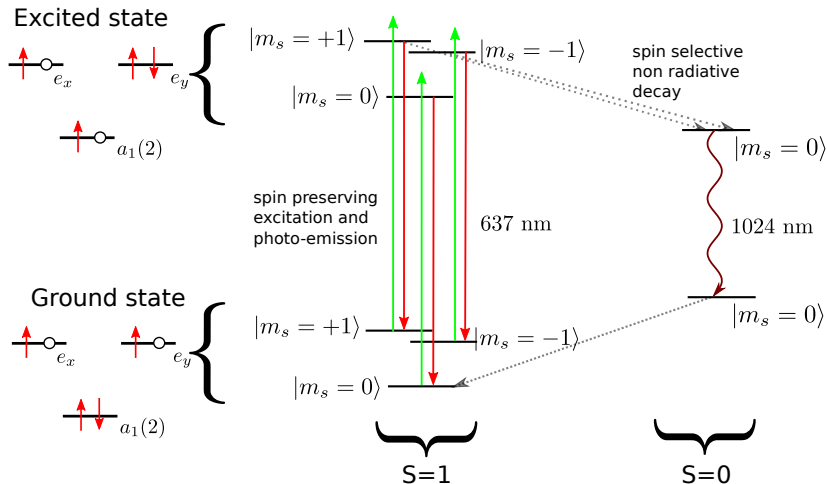 Excited state
e_x
e_y
a_1(2)
|m_s = +1⟩
|m_s = −1⟩
|m_s = 0⟩
spin selective
non radiative
decay
|m_s = 0⟩
spin preserving
excitation and
photo-emission
637 nm
1024 nm
Ground state
e_x
e_y
a_1(2)
|m_s = +1⟩
|m_s = −1⟩
|m_s = 0⟩
|m_s = 0⟩
S=1
S=0